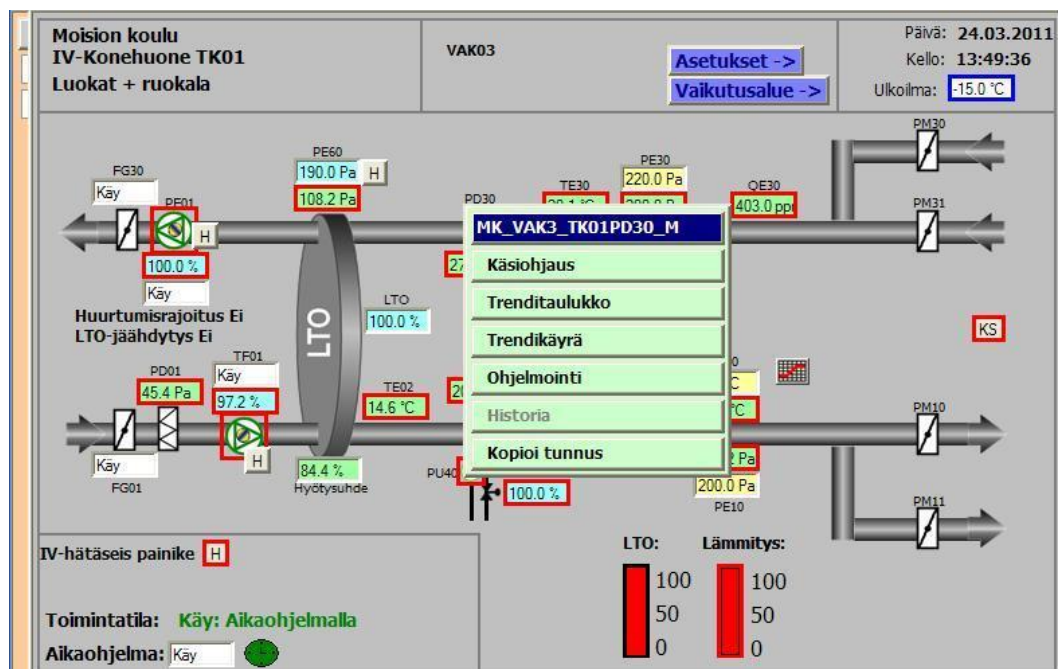 Moision koulu
IV-Konehuone TK01
Luokat + ruokala
VAK03
Asetukset ->
Vaikutusalue ->
Päivä: 24.03.2011
Kello: 13:49:36
Ulkoilma: -15.0 °C
PM30
PE60
190.0 Pa H
108.2 Pa
PE30
220.0 Pa
FG30
Käy
PF01
H
100.0 %
Käy
PD30
TE30
QE30
403.0 ppm
PM31
MK_VAK3_TK01PD30_M
Käsiohjaus
Trenditaulukko
Trendikäyrä
Ohjelmointi
Historia
Kopioi tunnus
Huurtumisrajoitus Ei
LTO-jäähdytys Ei
LTO
LTO
100.0 %
KS
TF01
Käy
97.2 %
H
PD01
45.4 Pa
TE02
14.6 °C
PM10
Käy
FG01
84.4 %
Hyötysuhde
PU40
100.0 %
Pa
200.0 Pa
PE10
PM11
IV-hätäseis painike H
Toimintatila: Käy: Aikaohjelmalla
Aikaohjelma: Käy
LTO: Lämmitys:
100 100
50 50
0 0